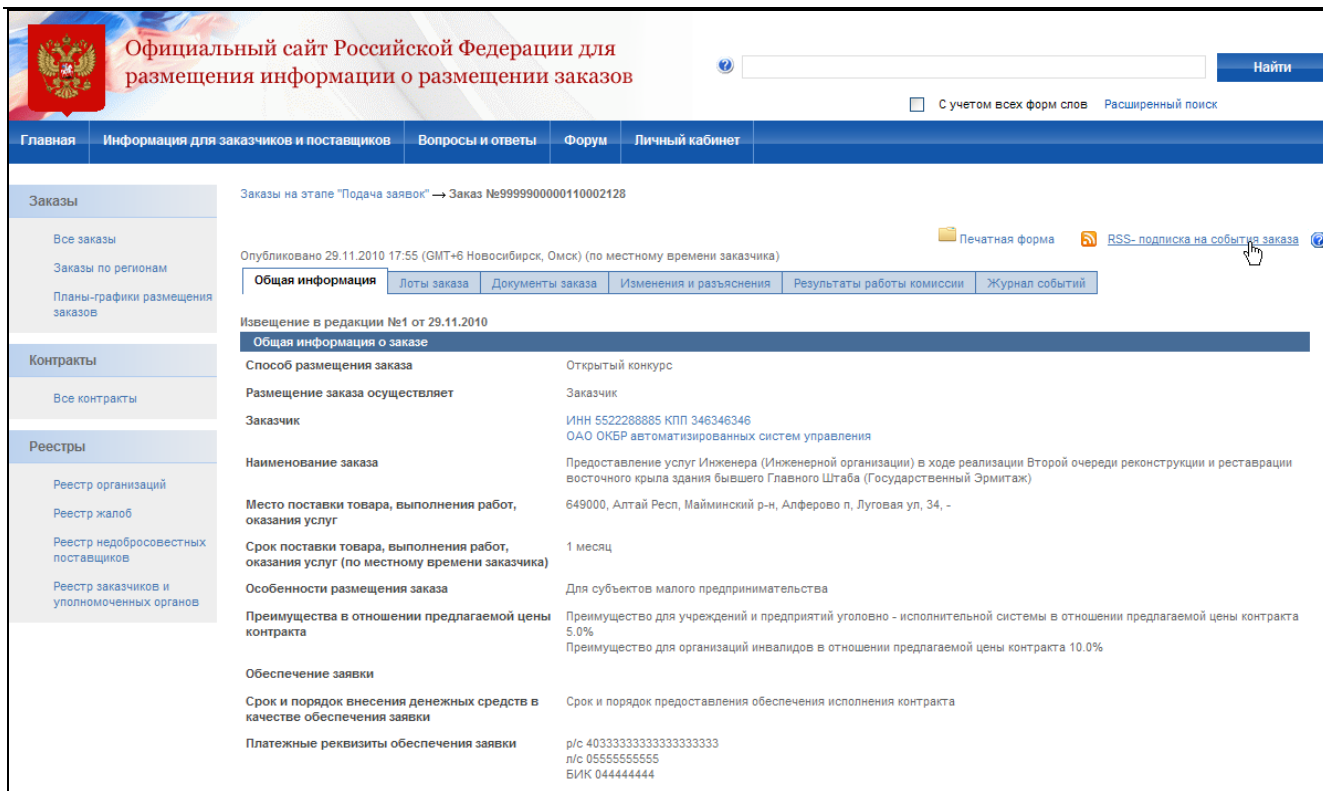 Официальный сайт Российской Федерации для
размещения информации о размещении заказов
Найти
С учетом всех форм слов Расширенный поиск
Главная Информация для заказчиков и поставщиков Вопросы и ответы Форум Личный кабинет
Заказы
Все заказы
Заказы по регионам
Планы-графики размещения
заказов
Контракты
Все контракты
Реестры
Реестр организаций
Реестр жалоб
Реестр недобросовестных
поставщиков
Реестр заказчиков и
уполномоченных органов
Заказы на этапе "Подача заявок" → Заказ №9999900000110002128
Печатная форма RSS- подписка на события заказа
Опубликовано 29.11.2010 17:55 (GMT+6 Новосибирск, Омск) (по местному времени заказчика)
Общая информация Лоты заказа Документы заказа Изменения и разъяснения Результаты работы комиссии Журнал событий
Извещение в редакции №1 от 29.11.2010
Общая информация о заказе
Способ размещения заказа Открытый конкурс
Размещение заказа осуществляет Заказчик
Заказчик ИНН 5522288885 КПП 346346346
ОАО ОКБР автоматизированных систем управления
Наименование заказа Предоставление услуг Инженера (Инженерной организации) в ходе реализации Второй очереди реконструкции и реставрации
восточного крыла здания бывшего Главного Штаба (Государственный Эрмитаж)
Место поставки товара, выполнения работ, 649000, Алтай Респ, Майминский р-н, Алферово п, Луговая ул, 34, -
оказания услуг
Срок поставки товара, выполнения работ, 1 месяц
оказания услуг (по местному времени заказчика)
Особенности размещения заказа Для субъектов малого предпринимательства
Преимущества в отношении предлагаемой цены Преимущество для учреждений и предприятий уголовно - исполнительной системы в отношении предлагаемой цены контракта
контракта 5.0%
Преимущество для организаций инвалидов в отношении предлагаемой цены контракта 10.0%
Обеспечение заявки
Срок и порядок внесения денежных средств в Срок и порядок предоставления обеспечения исполнения контракта
качестве обеспечения заявки
Платежные реквизиты обеспечения заявки р/с 40333333333333333333
л/с 05555555555
БИК 044444444